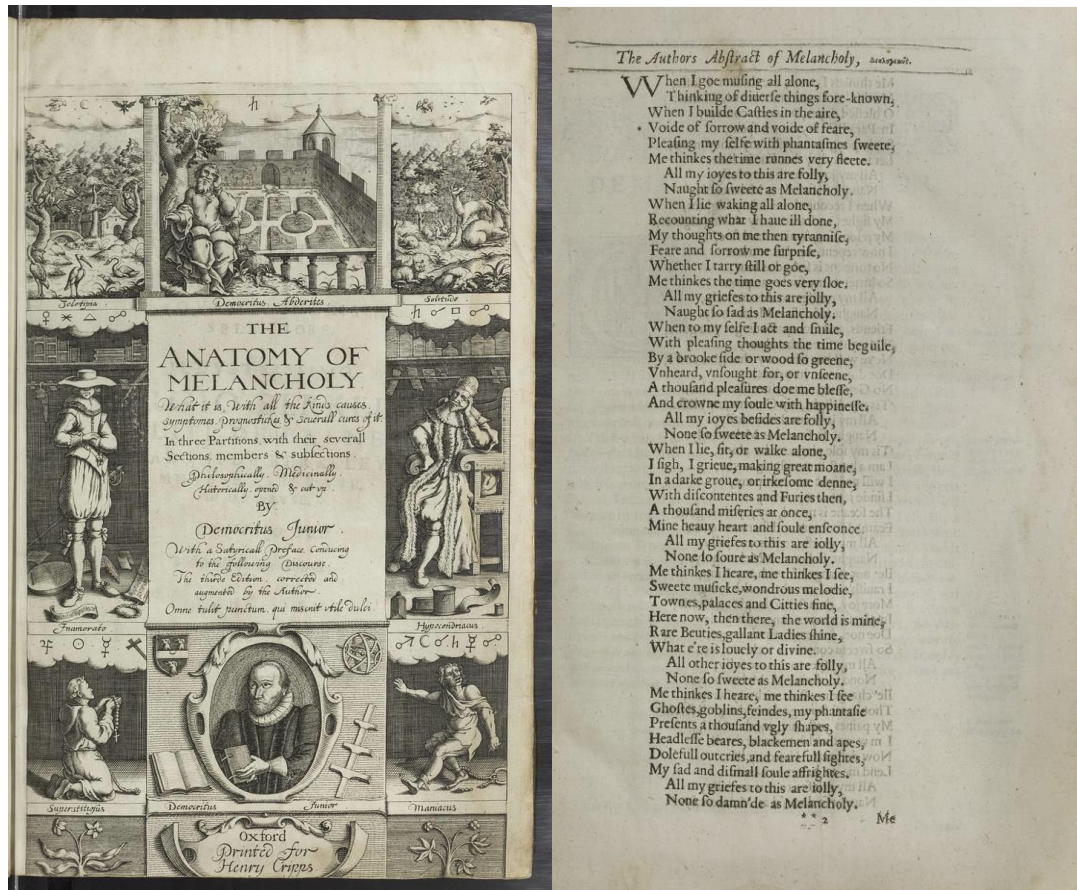 Zelotipia.
Democritus Abderites.
Solitudo.
THE
ANATOMY OF
MELANCHOLY
What it is, With all the kinds causes,
symptomes, prognostickes, & severall cures of it.
In three Partitions, with their severall
Sections, members & subsections.
Philosophically, Medicinally,
Historically, opened & cut vp.
BY.
Democritus Junior.
With a Satyricall Preface, Conducing
to the following Discourse.
The thirde Edition, corrected and
augmented by the Author.
Omne tulit punctum, qui miscuit vtile dulci.
Inamorato
Hypocondriacus
Superstitiosus
Democritus Junior
Maniacus
Oxford
Printed for
Henry Cripps
The Authors Abſtract of Melancholy,
When I goe muſing all alone,
Thinking of diuerſe things fore-known,
When I builde Caſtles in the aire,
Voide of ſorrow and voide of feare,
Pleaſing my ſelfe with phantaſmes ſweete,
Me thinkes the time runnes very fleete.
All my ioyes to this are folly,
Naught ſo ſweete as Melancholy.
When I lie waking all alone,
Recounting what I haue ill done,
My thoughts on me then tyranniſe,
Feare and ſorrow me ſurpriſe,
Whether I tarry ſtill or goe,
Me thinkes the time goes very ſloe.
All my griefes to this are jolly,
Naught ſo ſad as Melancholy.
When to my ſelfe I act and ſmile,
With pleaſing thoughts the time beguile,
By a brooke ſide or wood ſo greene,
Vnheard, vnſought for, or vnſeene,
A thouſand pleaſures doe me bleſſe,
And crowne my ſoule with happineſſe.
All my ioyes beſides are folly,
None ſo ſweete as Melancholy.
When I lie, ſit, or walke alone,
I ſigh, I grieue, making great moane,
In a darke groue, or irkeſome denne,
With diſcontentes and Furies then,
A thouſand miſeries at once,
Mine heauy heart and ſoule enſconce
All my griefes to this are iolly,
None ſo ſoure as Melancholy.
Me thinkes I heare, me thinkes I ſee,
Sweete muſicke, wondrous melodie,
Townes, palaces and Citties fine,
Here now, then there, the world is mine,
Rare Beuties, gallant Ladies ſhine,
What e're is louely or divine.
All other ioyes to this are folly,
None ſo ſweete as Melancholy.
Me thinkes I heare, me thinkes I ſee
Ghoſtes, goblins, feindes, my phantaſie
Preſents a thouſand vgly ſhapes,
Headleſſe beares, blackemen and apes,
Dolefull outcries, and fearefull ſightes,
My ſad and diſmall ſoule affrightes.
All my griefes to this are iolly,
None ſo damn'de as Melancholy.
* * 2 Me